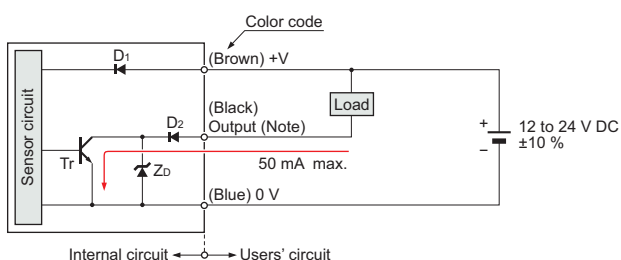 Color code
D1
(Brown) +V
(Black)
Output (Note)
Load
Sensor circuit
D2
Tr
ZD
50 mA max.
+
12 to 24 V DC
±10 %
−
(Blue) 0 V
Internal circuit
Users' circuit